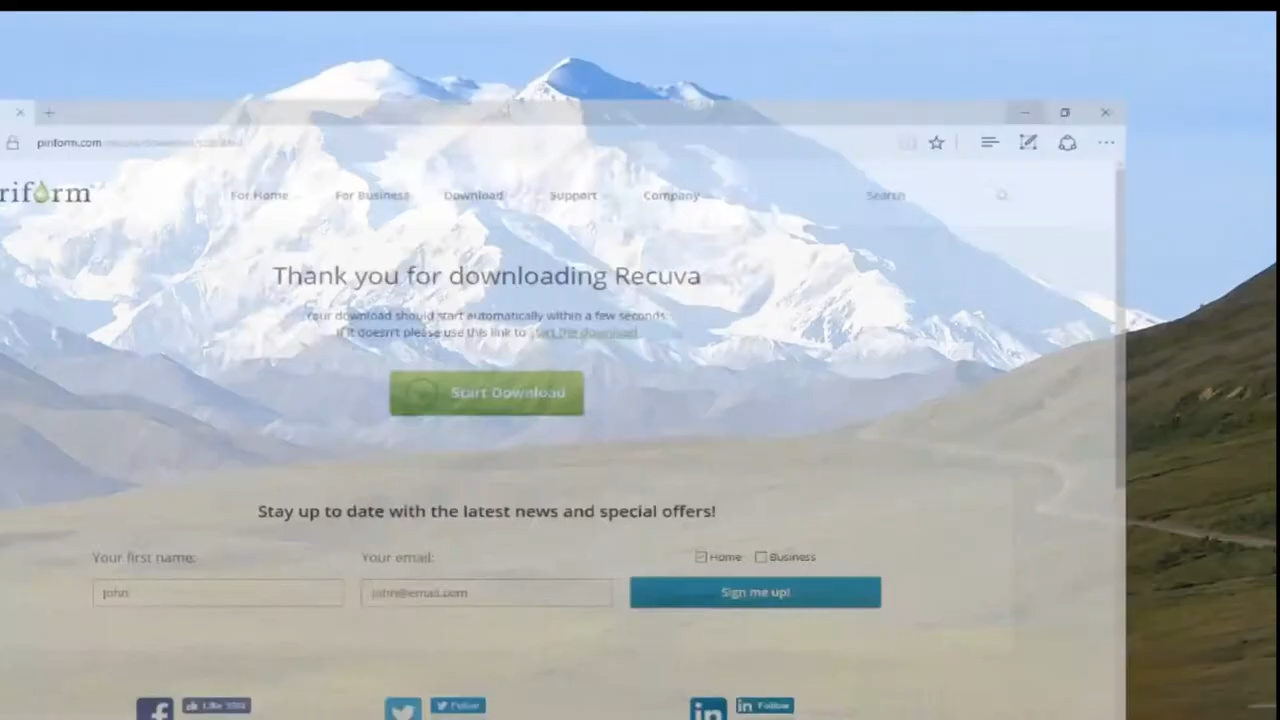 piriform.com
riform
For Home
For Business
Download
Support
Company
Search
Thank you for downloading Recuva
Your download should start automatically within a few seconds.
If it doesn't please use this link to start the download
Start Download
Stay up to date with the latest news and special offers!
Your first name:
Your email:
Home
Business
John
john@email.com
Sign me up!
Like
Follow
in Follow